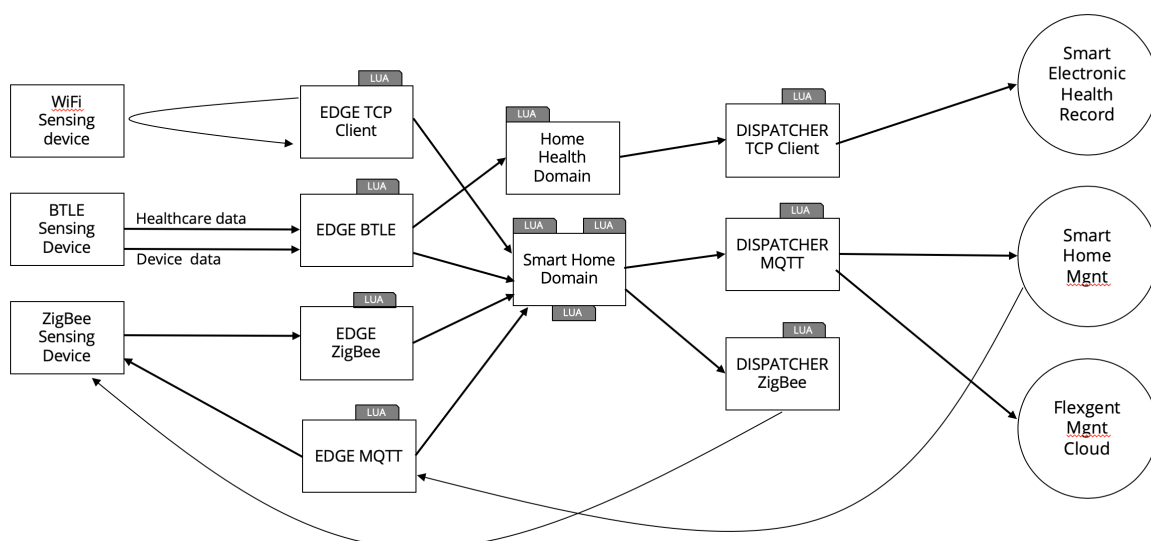 WiFi
Sensing
device
BTLE
Sensing
Device
ZigBee
Sensing
Device
Healthcare data
Device data
LUA
EDGE TCP
Client
LUA
EDGE BTLE
LUA
EDGE
ZigBee
LUA
EDGE MQTT
LUA
Home
Health
Domain
LUA
LUA
Smart Home
Domain
LUA
LUA
DISPATCHER
TCP Client
LUA
DISPATCHER
MQTT
LUA
DISPATCHER
ZigBee
Smart
Electronic
Health
Record
Smart
Home
Mgnt
Flexgent
Mgnt
Cloud